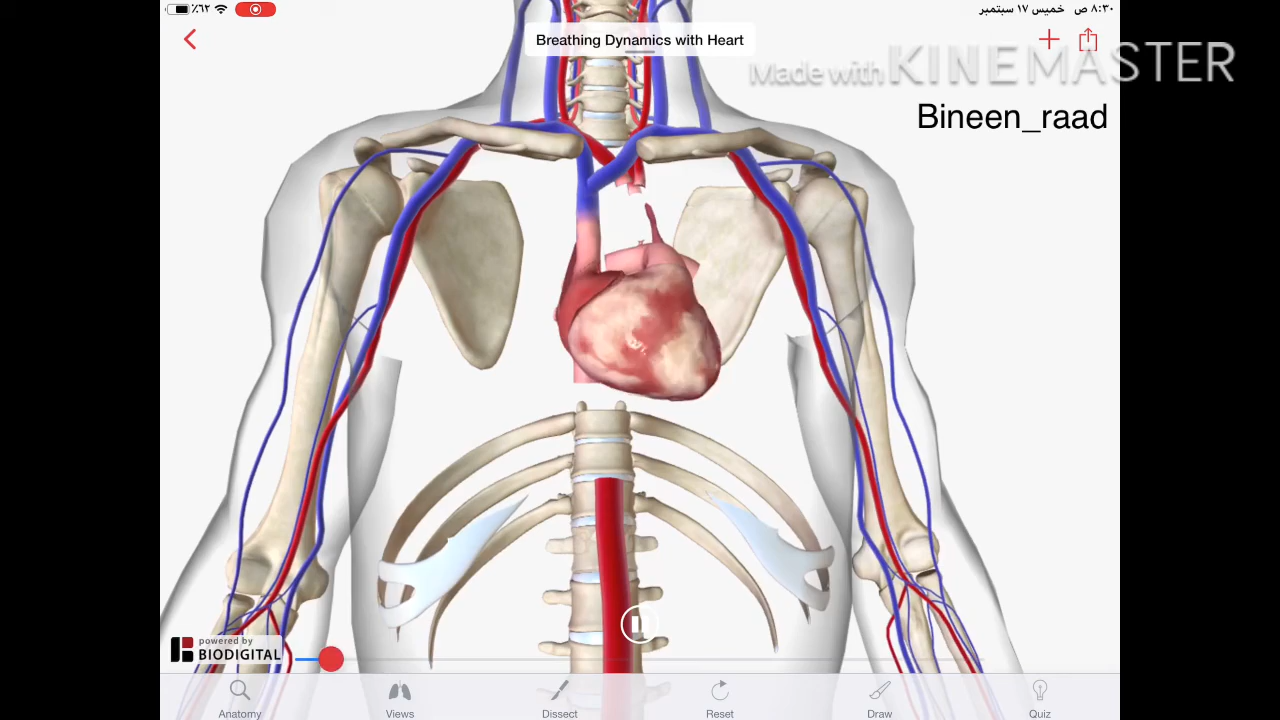 ٪٦٢
خميس ١٧ سبتمبر ٨:٣٠ ص
Breathing Dynamics with Heart
Made with KINEMASTER
Bineen_raad
powered by
BIODIGITAL
Anatomy
Views
Dissect
Reset
Draw
Quiz